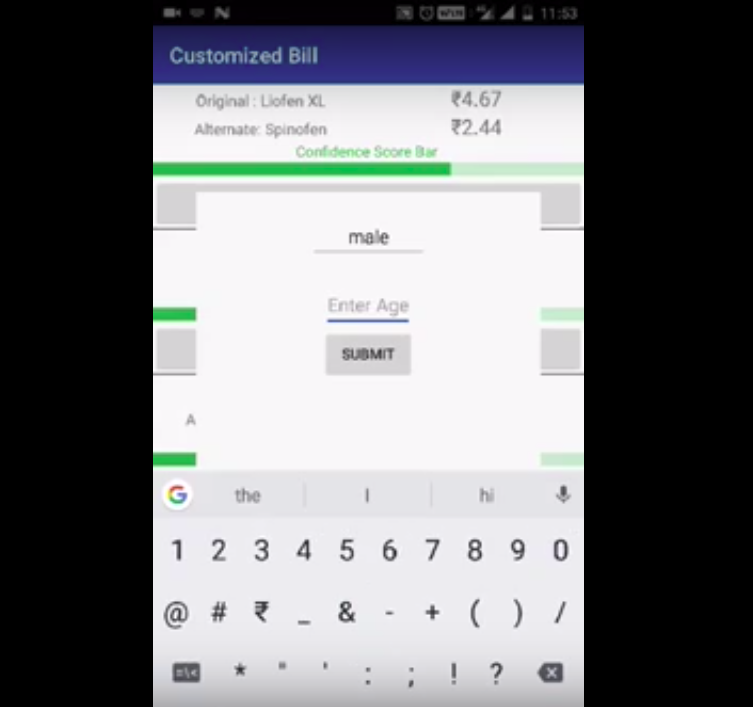 11:53
Customized Bill
Original : Liofen XL ₹4.67
Alternate: Spinofen ₹2.44
Confidence Score Bar
male
Enter Age
SUBMIT
A
the I hi
1 2 3 4 5 6 7 8 9 0
@ # ₹ _ & - + ( ) /
=\< * " ' : ; ! ?